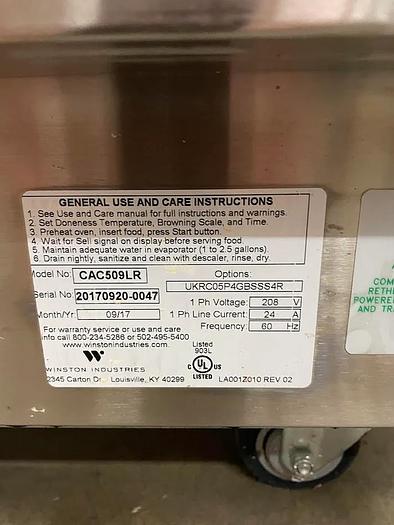 GENERAL USE AND CARE INSTRUCTIONS
1. See Use and Care manual for full instructions and warnings.
2. Set Doneness Temperature, Browning Scale, and Time.
3. Preheat oven, insert food, press Start button.
4. Wait for Sell signal on display before serving food.
5. Maintain adequate water in evaporator (1 to 2.5 gallons).
6. Drain nightly, sanitize and clean with descaler, rinse, dry.
Model No: CAC509LR
Options:
UKRC05P4GBSSS4R
Serial No: 20170920-0047
1 Ph Voltage: 208 V
Month/Yr: 09/17
1 Ph Line Current: 24 A
Frequency: 60 Hz
For warranty service or use and care
info call 800-234-5286 or 502-495-5400
www.winstonindustries.com
W
WINSTON INDUSTRIES
2345 Carton Dr. Louisville, KY 40299
Listed
903L
C UL US
LISTED
LA001Z010 REV 02
COM
RETHE
POWERED
AND TR